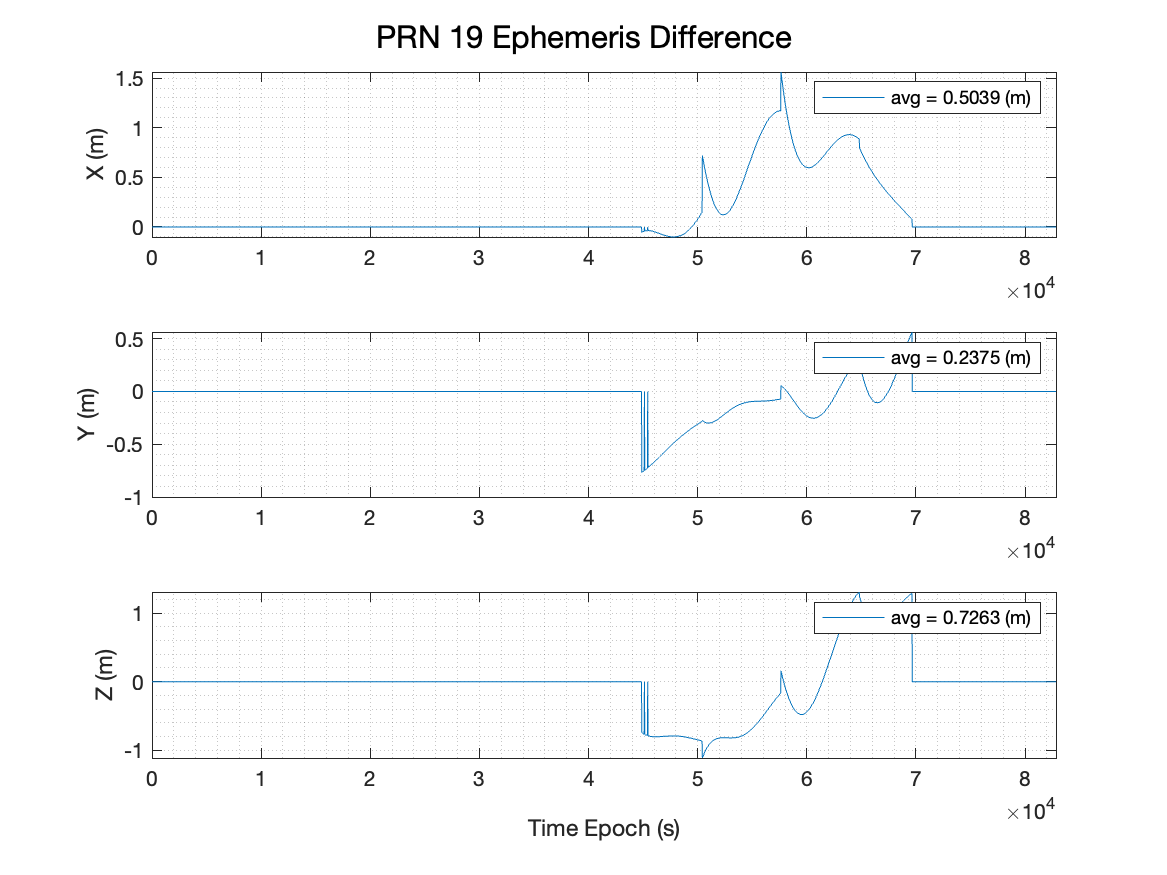 PRN 19 Ephemeris Difference
1.5
1
0.5
0
X (m)
avg = 0.5039 (m)
0 1 2 3 4 5 6 7 8
×10⁴
0.5
0
-0.5
-1
Y (m)
avg = 0.2375 (m)
0 1 2 3 4 5 6 7 8
×10⁴
1
0
-1
Z (m)
avg = 0.7263 (m)
0 1 2 3 4 5 6 7 8
×10⁴
Time Epoch (s)